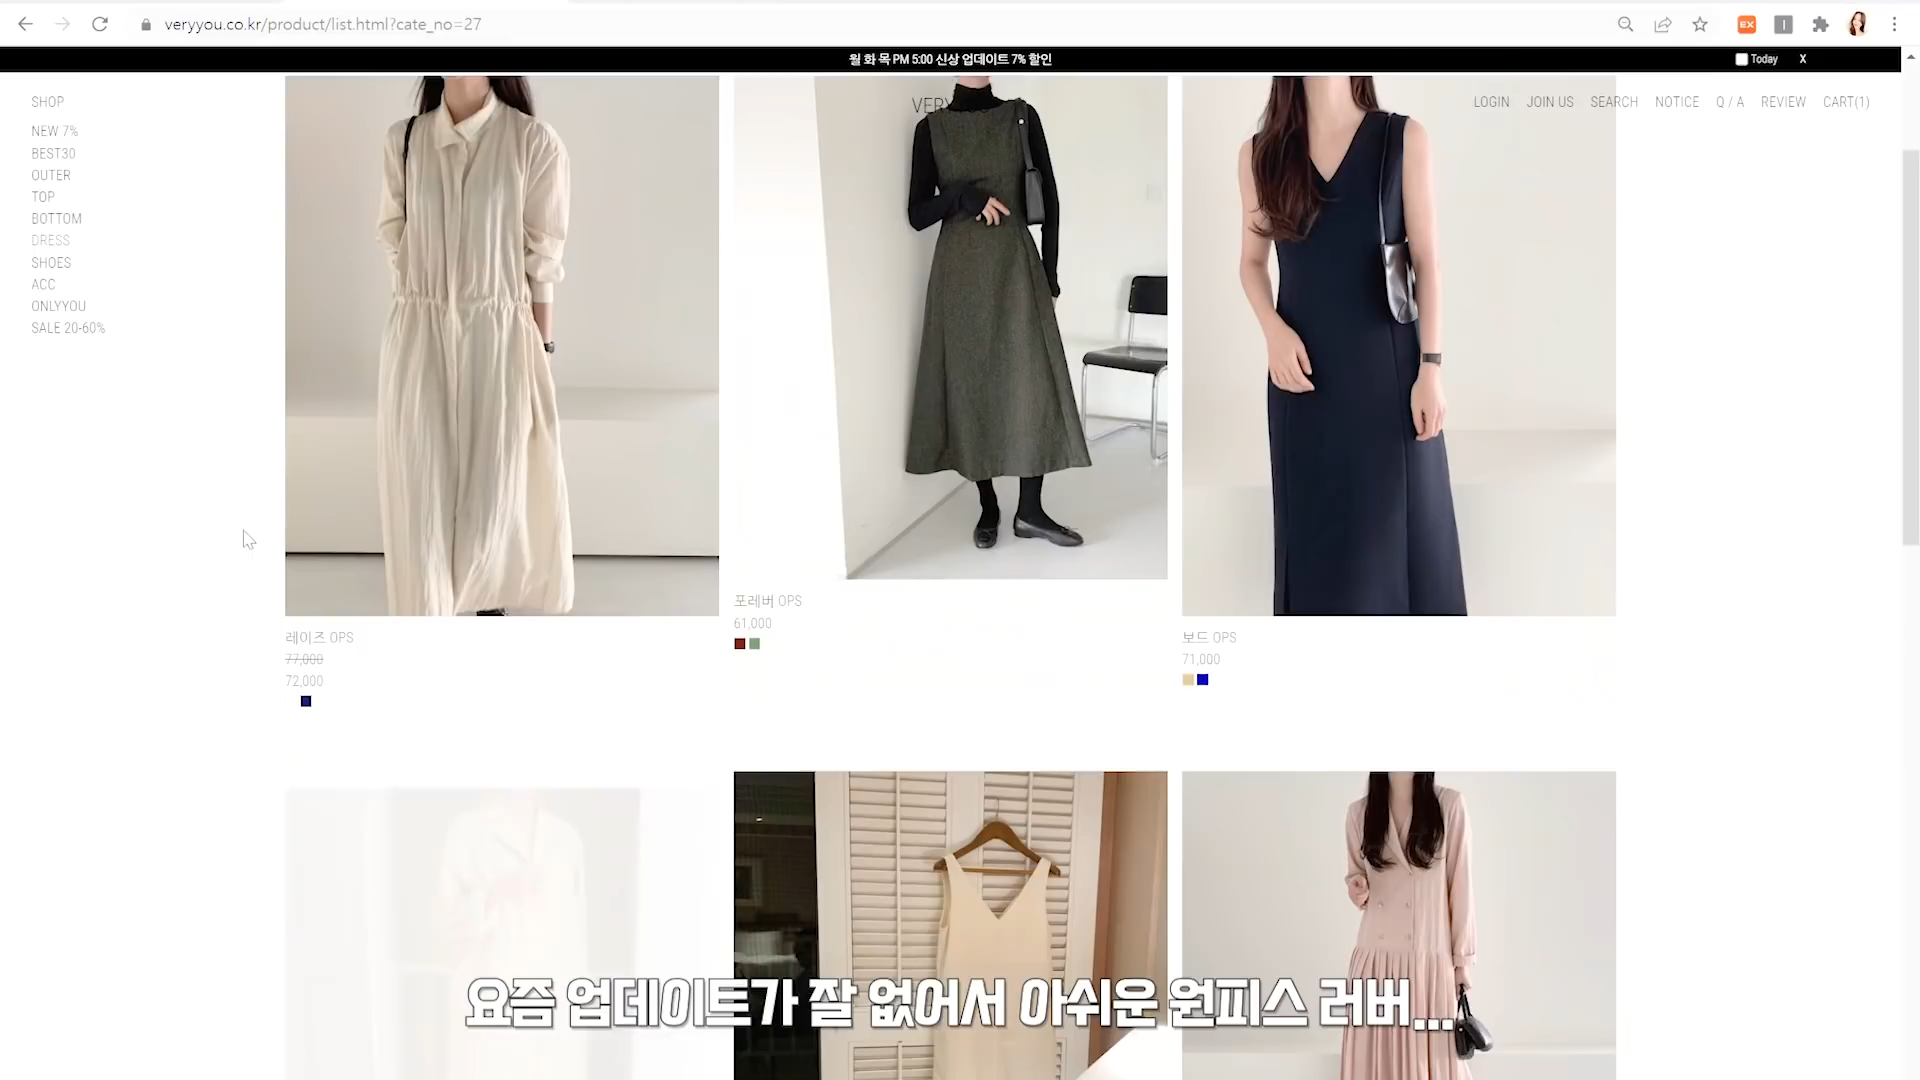 veryyou.co.kr/product/list.html?cate_no=27
EX
월 화 목 PM 5:00 신상 업데이트 7% 할인
Today
X
SHOP
NEW 7%
BEST30
OUTER
TOP
BOTTOM
DRESS
SHOES
ACC
ONLYYOU
SALE 20-60%
VERY
LOGIN JOIN US SEARCH NOTICE Q / A REVIEW CART(1)
레이즈 OPS
77,000
72,000
포레버 OPS
61,000
보드 OPS
71,000
요즘 업데이트가 잘 없어서 아쉬운 원피스 러버...